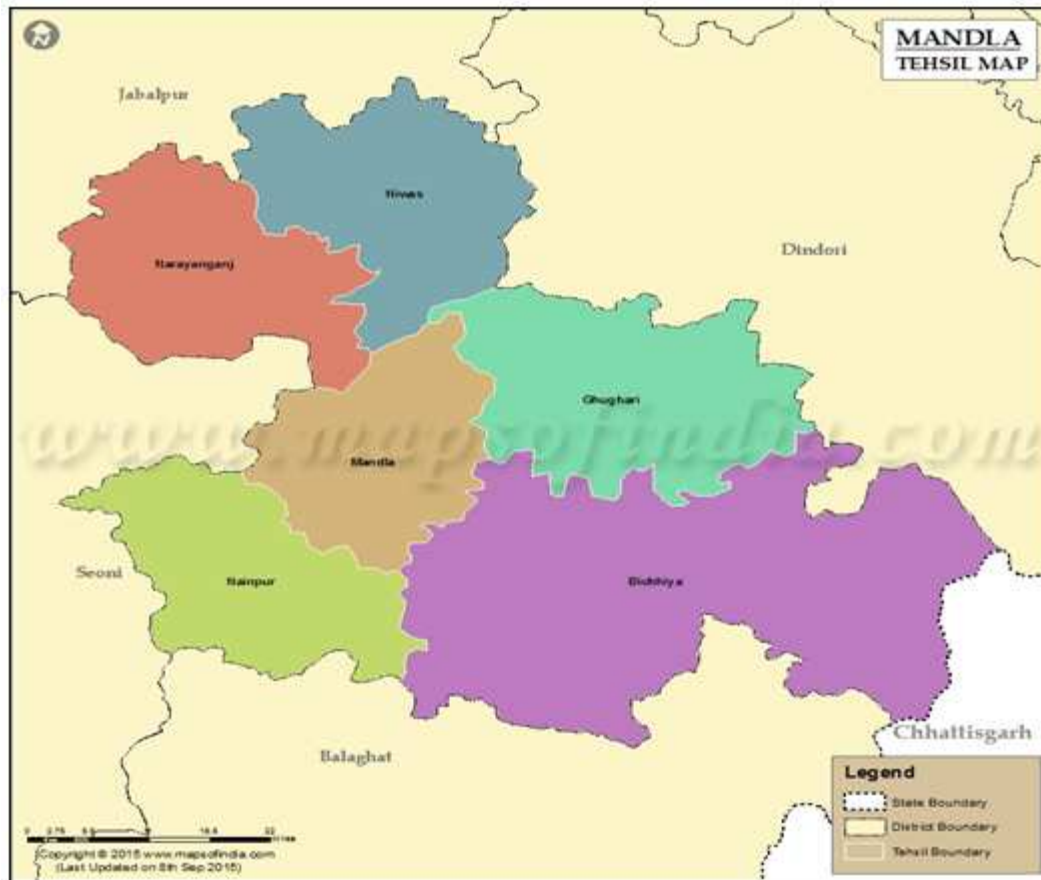 MANDLA
TEHSIL MAP
Jabalpur
Niwas
Narayanganj
Dindori
Ghughari
www.mapsofindia.com
Mandla
Seoni
Nainpur
Bichhiya
Balaghat
Chhattisgarh
Legend
State Boundary
District Boundary
Tehsil Boundary
Copyright © 2015 www.mapsofindia.com
(Last Updated on 8th Sep 2015)